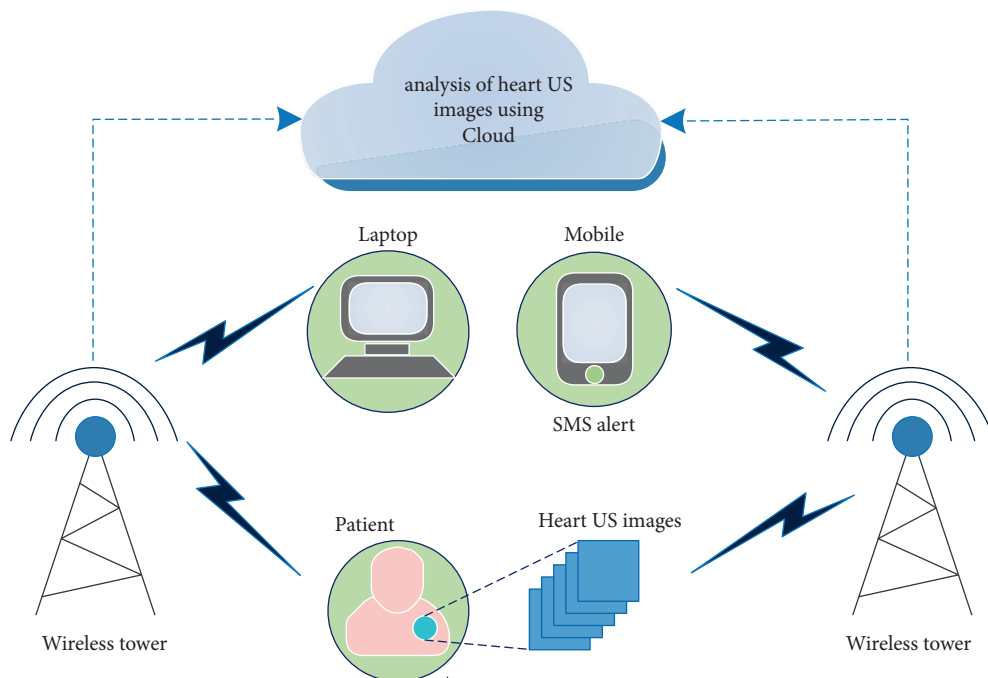 analysis of heart US
images using
Cloud
Laptop
Mobile
SMS alert
Patient
Heart US images
Wireless tower
Wireless tower